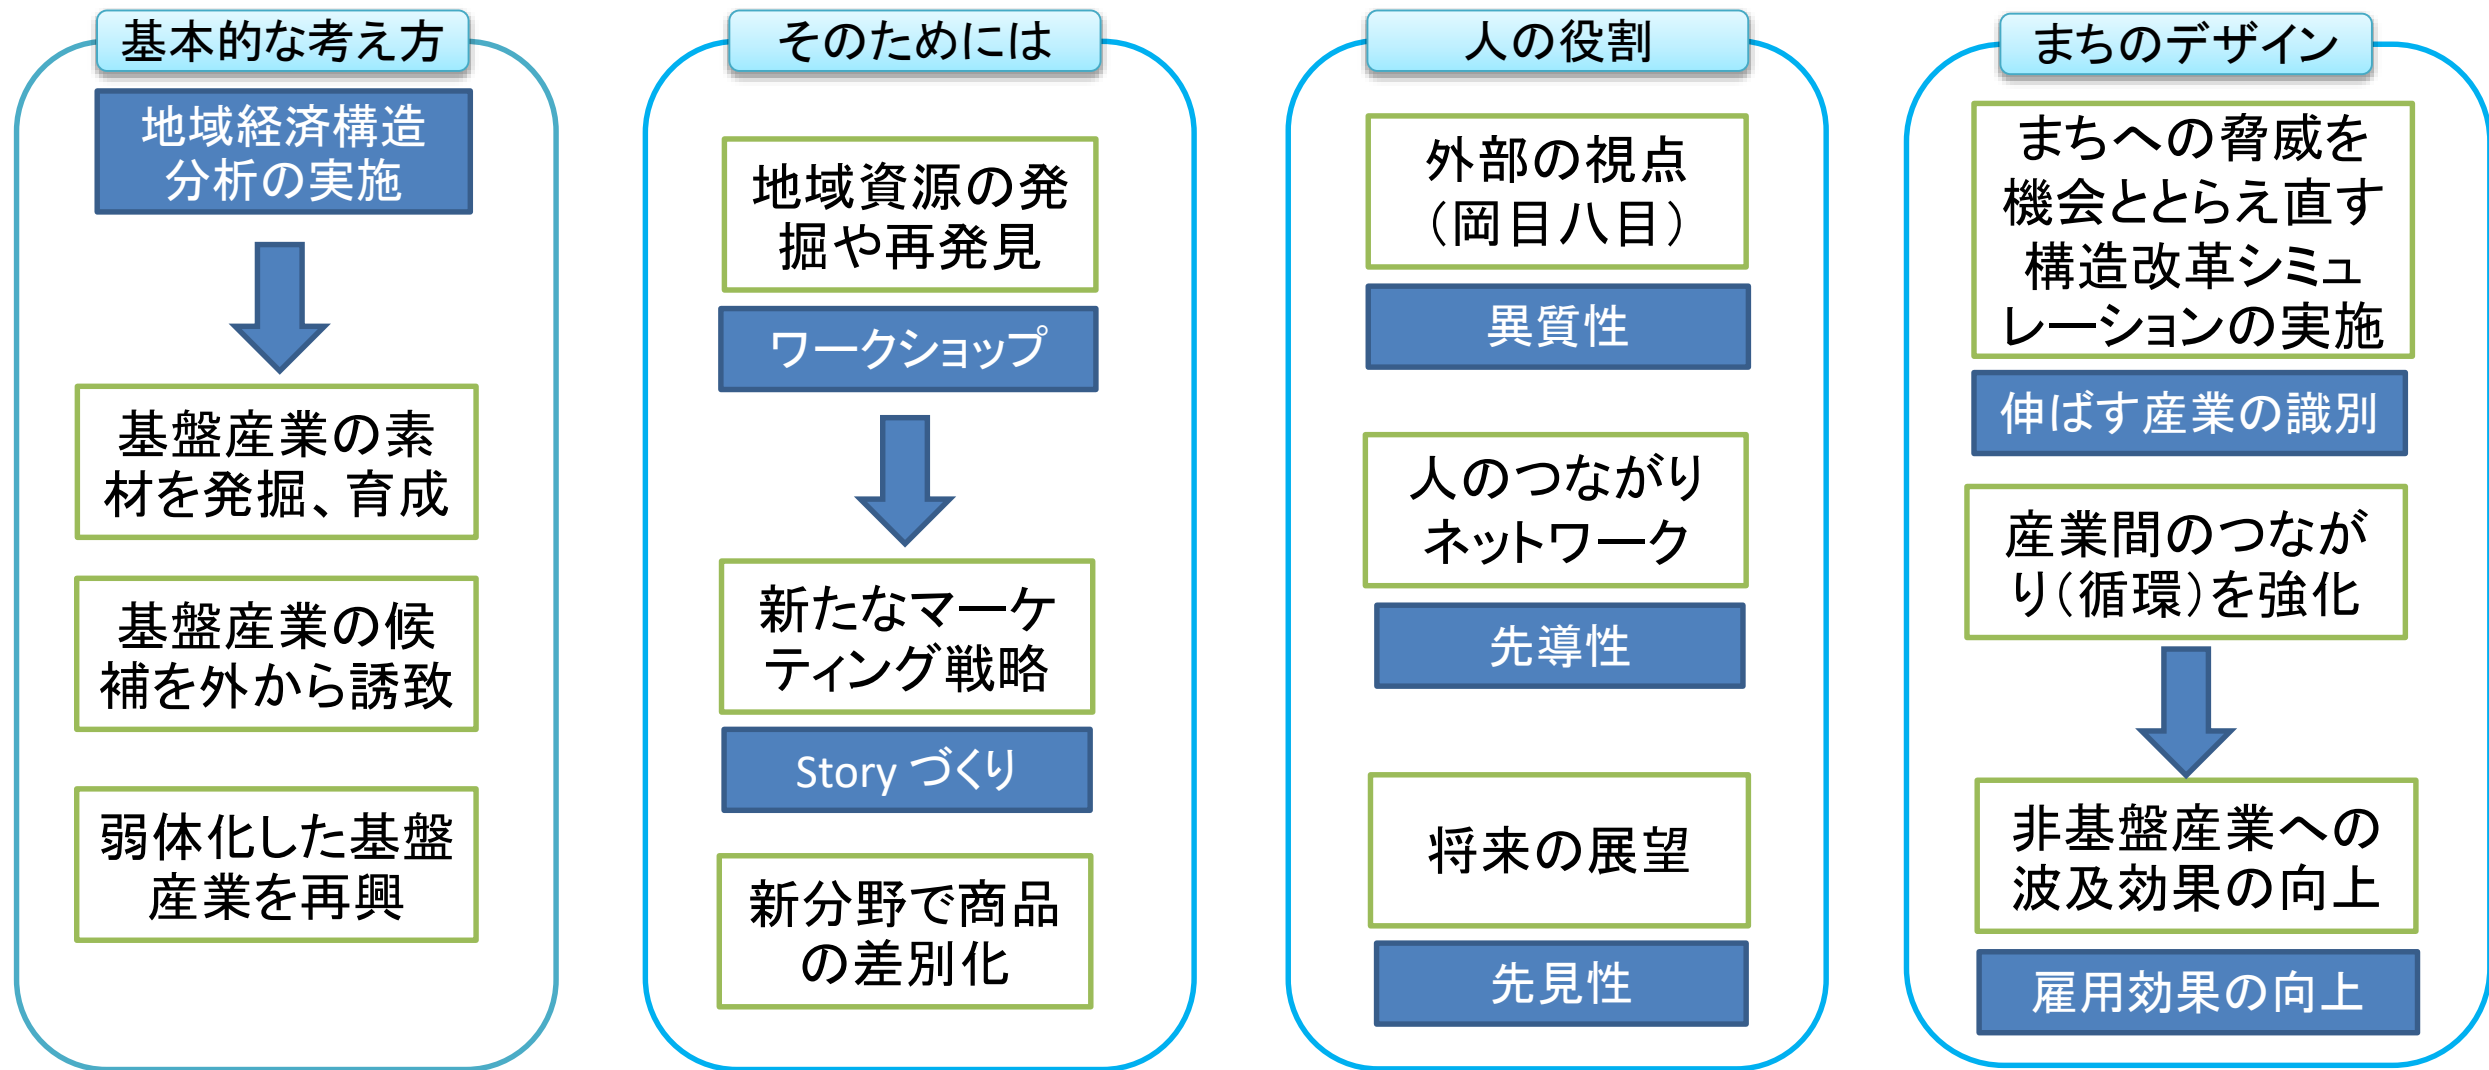 基本的な考え方
地域経済構造
分析の実施
基盤産業の素
材を発掘、育成
基盤産業の候
補を外から誘致
弱体化した基盤
産業を再興
そのためには
地域資源の発
掘や再発見
ワークショップ
新たなマーケ
ティング戦略
Story づくり
新分野で商品
の差別化
人の役割
外部の視点
（岡目八目）
異質性
人のつながり
ネットワーク
先導性
将来の展望
先見性
まちのデザイン
まちへの脅威を
機会ととらえ直す
構造改革シミュ
レーションの実施
伸ばす産業の識別
産業間のつなが
り（循環）を強化
非基盤産業への
波及効果の向上
雇用効果の向上